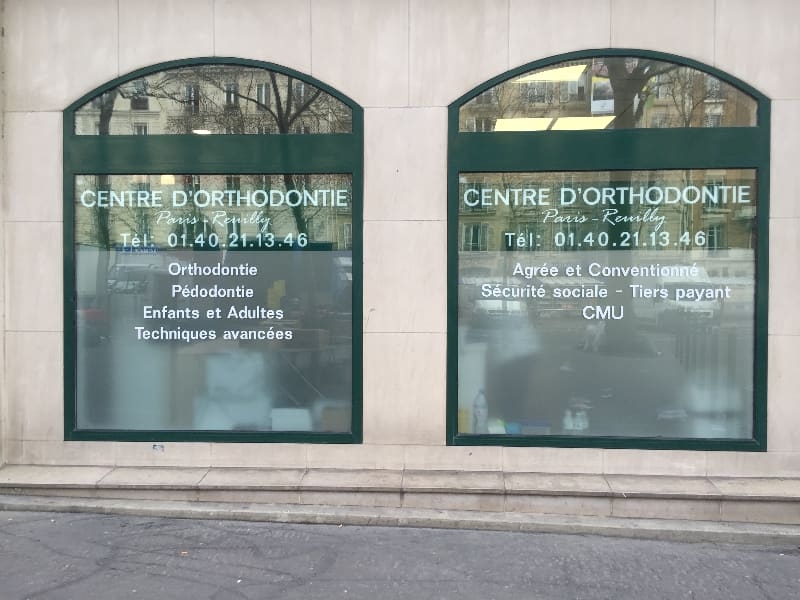 CENTRE D'ORTHODONTIE
Paris - Reuilly
Tél: 01.40.21.13.46
Orthodontie
Pédodontie
Enfants et Adultes
Techniques avancées
CENTRE D'ORTHODONTIE
Paris - Reuilly
Tél: 01.40.21.13.46
Agrée et Conventionné
Sécurité sociale - Tiers payant
CMU